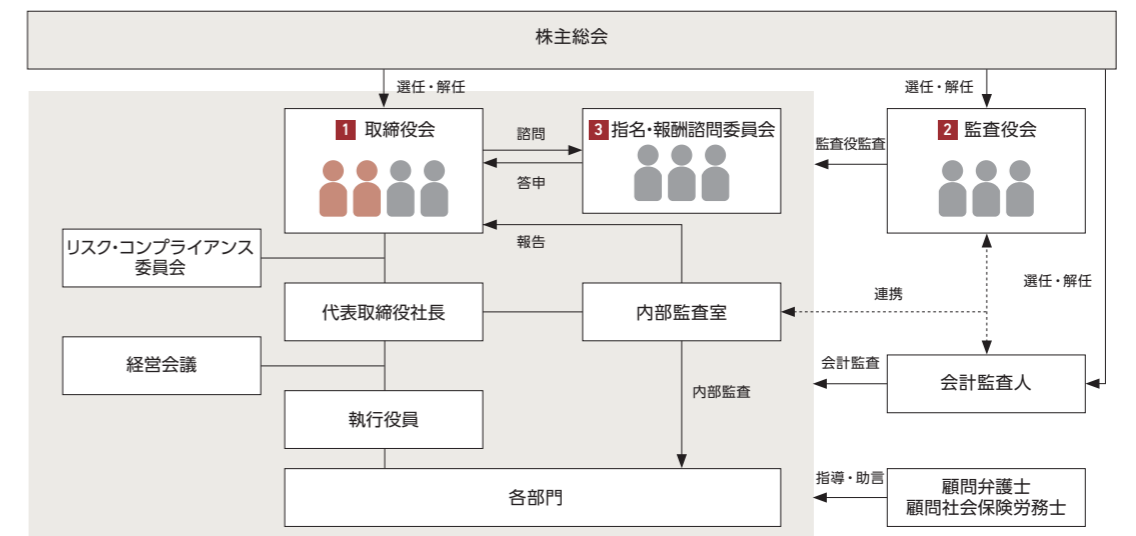 株主総会
選任・解任
選任・解任
1 取締役会
諮問
答申
3 指名・報酬諮問委員会
監査役監査
2 監査役会
報告
リスク・コンプライアンス
委員会
代表取締役社長
内部監査室
連携
選任・解任
経営会議
会計監査
会計監査人
内部監査
執行役員
各部門
指導・助言
顧問弁護士
顧問社会保険労務士